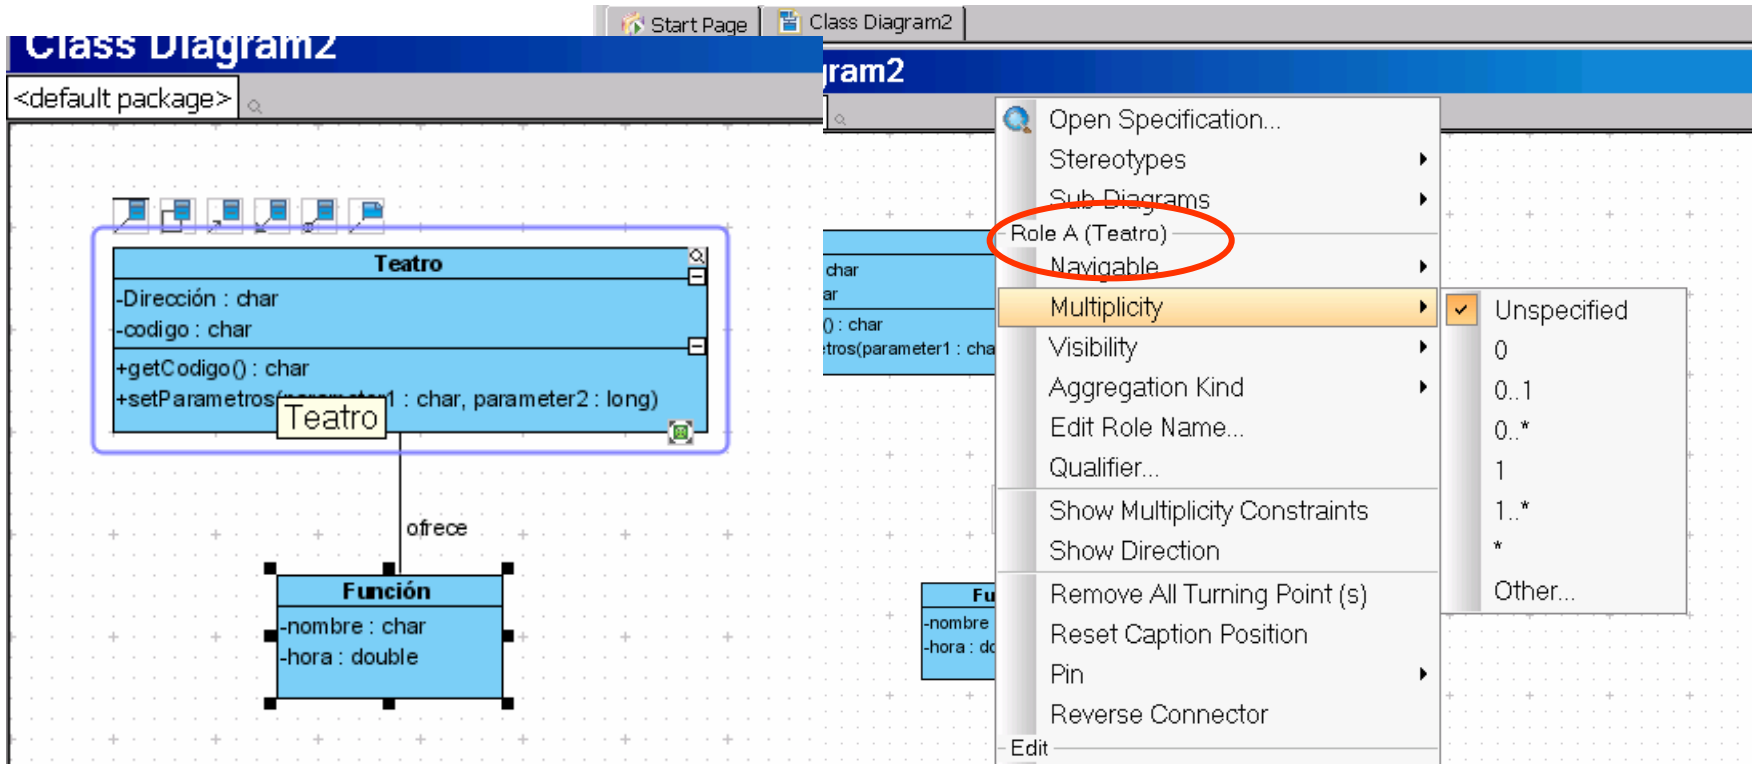 Start Page
Class Diagram2
Class Diagram2
<default package>
Teatro
-Dirección : char
-codigo : char
+getCodigo() : char
+setParametros(parameter1 : char, parameter2 : long)
Teatro
ofrece
Función
-nombre : char
-hora : double
gram2
char
ar
() : char
tros(parameter1 : cha
Fu
-nombre
-hora : do
Open Specification...
Stereotypes
Sub Diagrams
Role A (Teatro)
Navigable
Multiplicity
Visibility
Aggregation Kind
Edit Role Name...
Qualifier...
Show Multiplicity Constraints
Show Direction
Remove All Turning Point (s)
Reset Caption Position
Pin
Reverse Connector
Edit
Unspecified
0
0..1
0..*
1
1..*
*
Other...